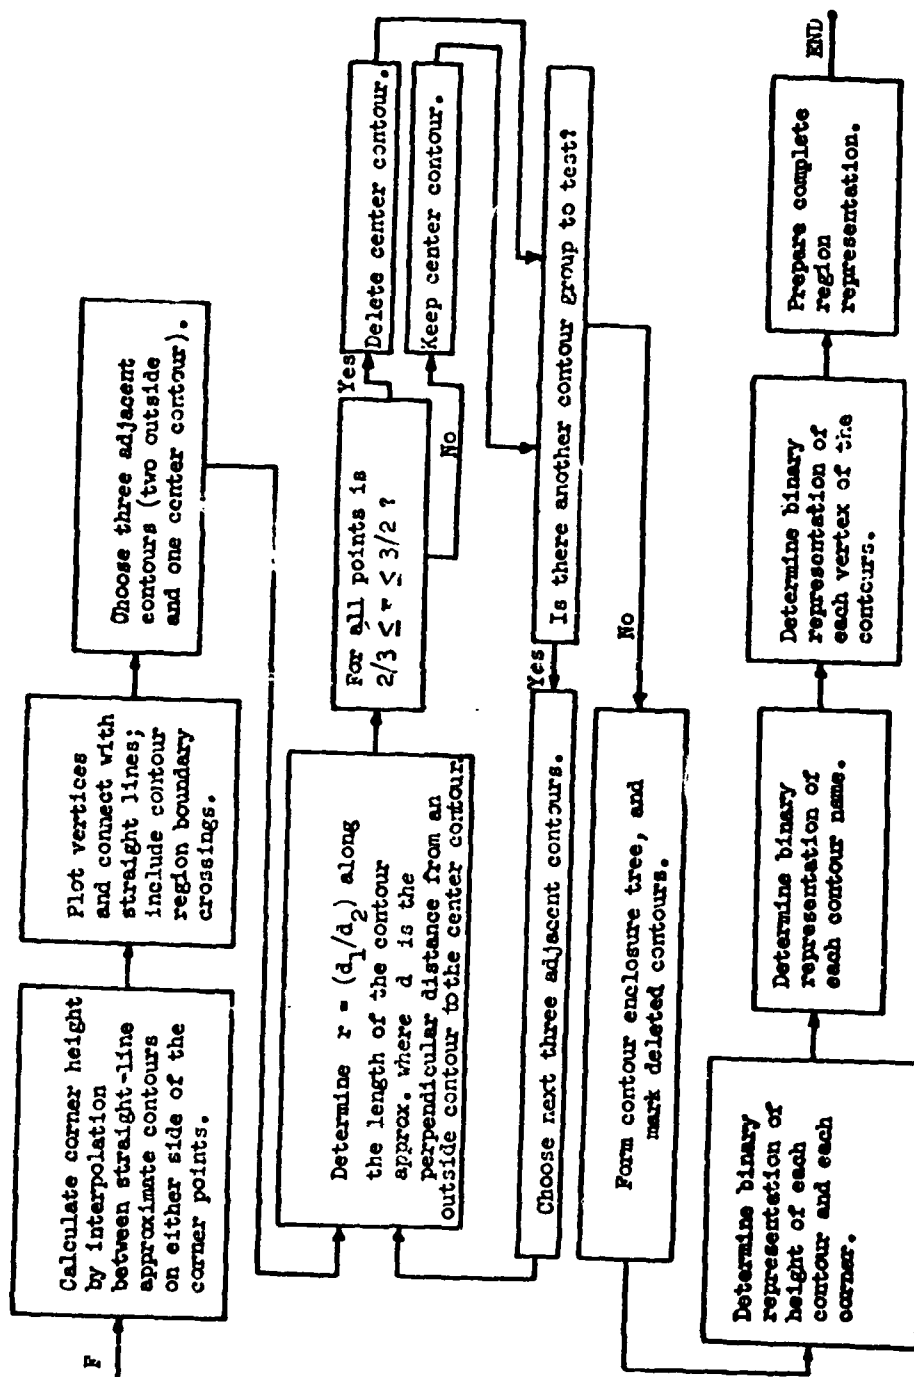 F
Calculate corner height
by interpolation
between straight-line
approximate contours
on either side of the
corner points.
Plot vertices
and connect with
straight lines;
include contour
region boundary
crossings.
Choose three adjacent
contours (two outside
and one center contour).
Determine r = (d1/d2) along
the length of the contour
approx. where d is the
perpendicular distance from an
outside contour to the center contour.
For all points is
2/3 ≤ r ≤ 3/2 ?
Yes
Delete center contour.
No
Keep center contour.
Is there another contour group to test?
Yes
Choose next three adjacent contours.
No
Form contour enclosure tree, and
mark deleted contours.
Determine binary
representation of
height of each
contour and each
corner.
Determine binary
representation of
each contour name.
Determine binary
representation of
each vertex of the
contours.
Prepare complete
region
representation.
END